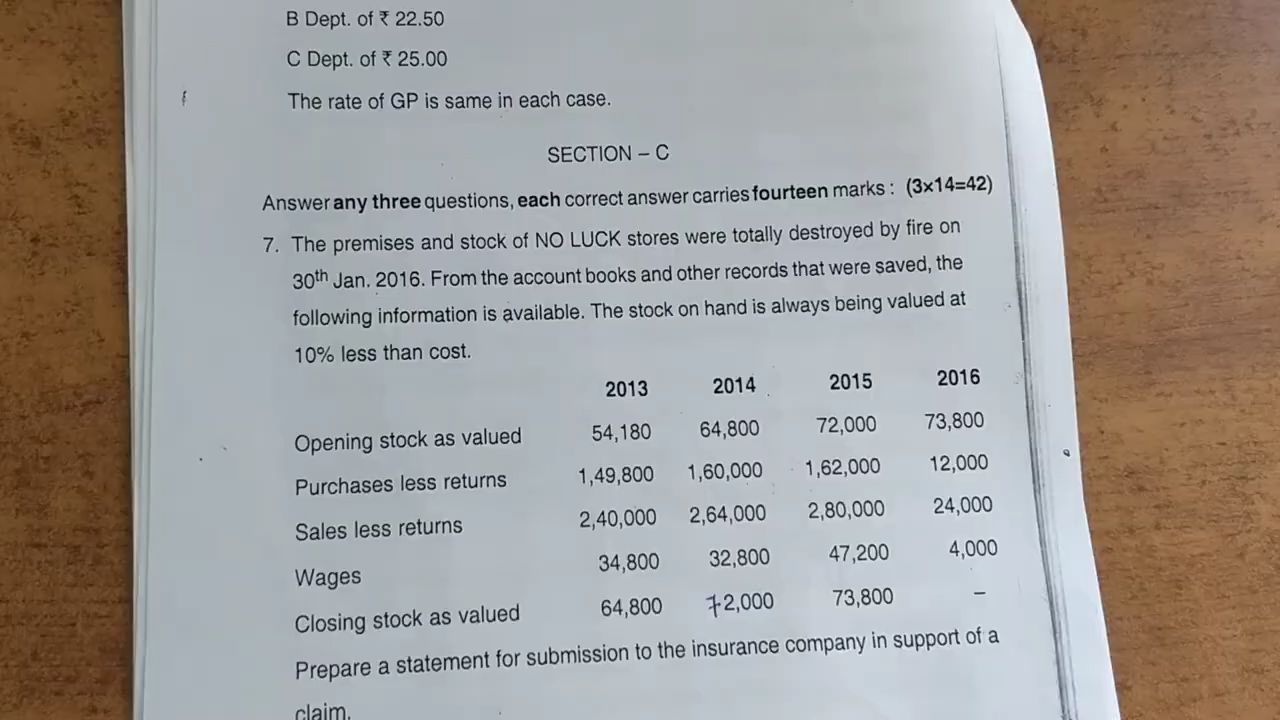 B Dept. of ₹ 22.50
C Dept. of ₹ 25.00
The rate of GP is same in each case.
SECTION – C
Answer any three questions, each correct answer carries fourteen marks : (3×14=42)
7. The premises and stock of NO LUCK stores were totally destroyed by fire on
30th Jan. 2016. From the account books and other records that were saved, the
following information is available. The stock on hand is always being valued at
10% less than cost.
2013 2014 2015 2016
Opening stock as valued 54,180 64,800 72,000 73,800
Purchases less returns 1,49,800 1,60,000 1,62,000 12,000
Sales less returns 2,40,000 2,64,000 2,80,000 24,000
Wages 34,800 32,800 47,200 4,000
Closing stock as valued 64,800 72,000 73,800 –
Prepare a statement for submission to the insurance company in support of a
claim.